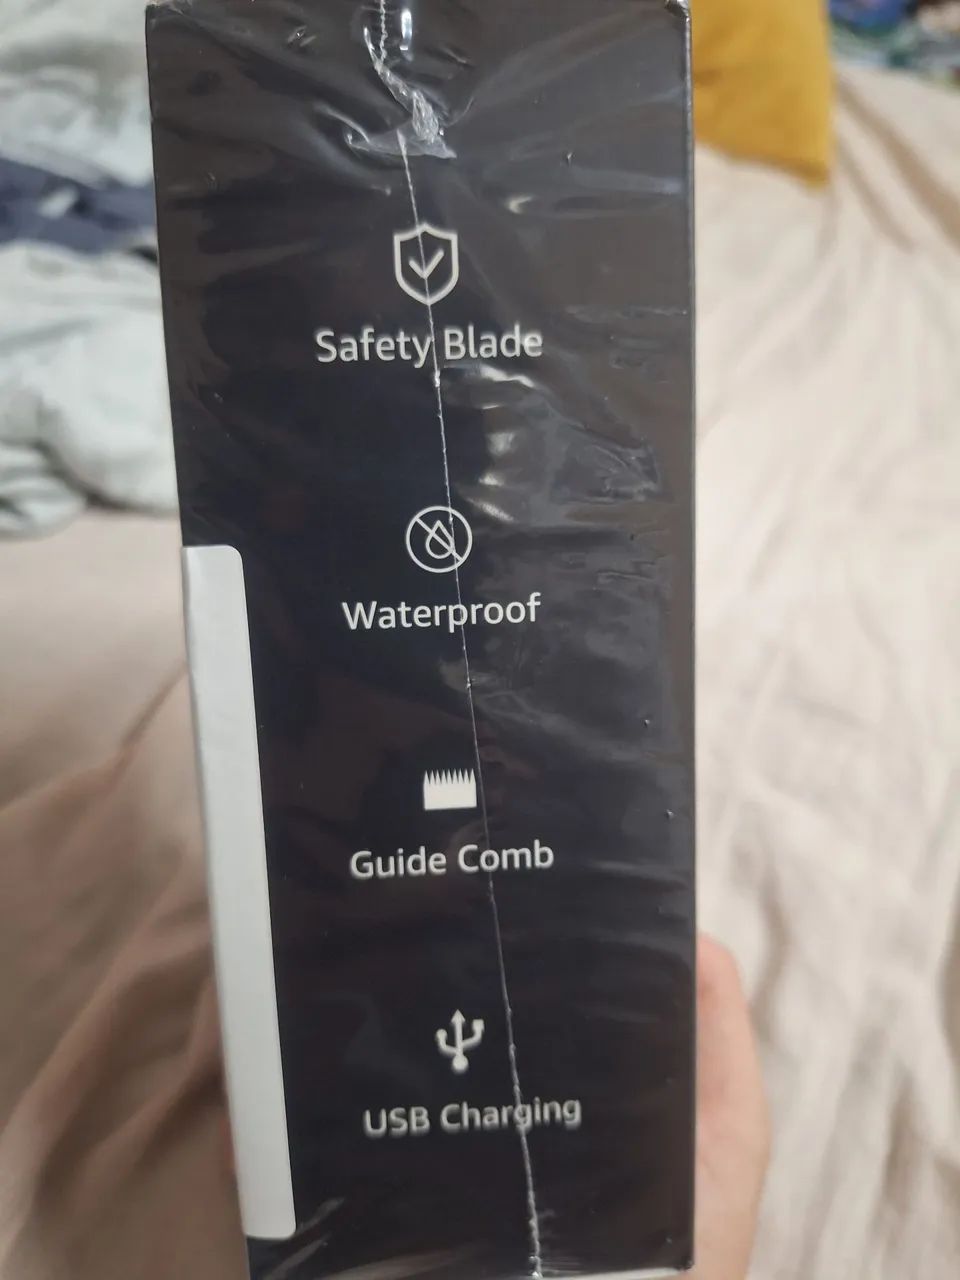 Safety Blade
Waterproof
Guide Comb
USB Charging